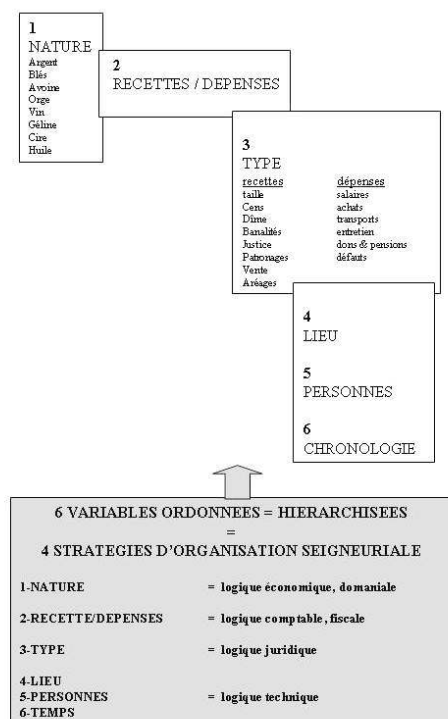 1
NATURE
Argent
Blés
Avoine
Orge
Vin
Géline
Cire
Huile
2
RECETTES / DEPENSES
3
TYPE
recettes dépenses
taille salaires
Cens achats
Dîme transports
Banalités entretien
Justice dons & pensions
Patronages défauts
Vente
Aréages
4
LIEU
5
PERSONNES
6
CHRONOLOGIE
6 VARIABLES ORDONNEES = HIERARCHISEES
=
4 STRATEGIES D'ORGANISATION SEIGNEURIALE
1-NATURE = logique économique, domaniale
2-RECETTE/DEPENSES = logique comptable, fiscale
3-TYPE = logique juridique
4-LIEU
5-PERSONNES = logique technique
6-TEMPS